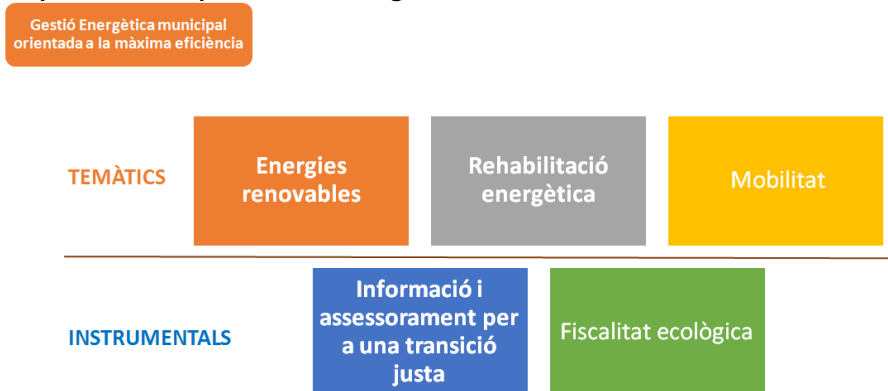 Gestió Energètica municipal
orientada a la màxima eficiència
TEMÀTICS
Energies
renovables
Rehabilitació
energètica
Mobilitat
INSTRUMENTALS
Informació i
assessorament per
a una transició
justa
Fiscalitat ecològica